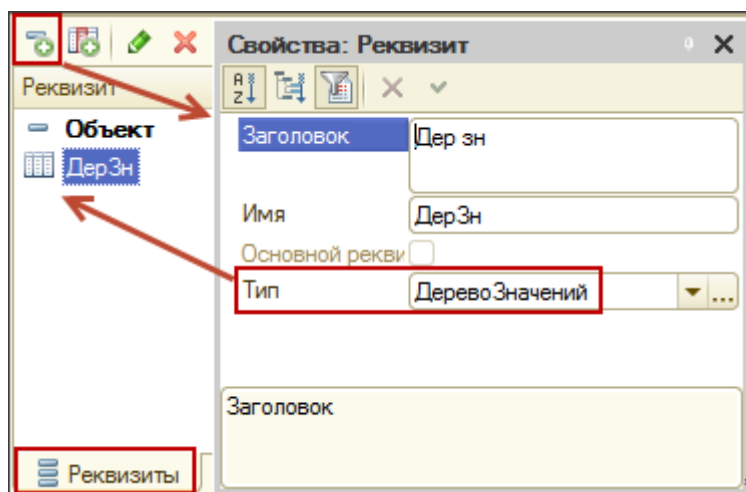 Свойства: Реквизит
Реквизит
Объект
ДерЗн
Заголовок
Дер зн
Имя
ДерЗн
Основной рекви
Тип
ДеревоЗначений
...
Заголовок
Реквизиты